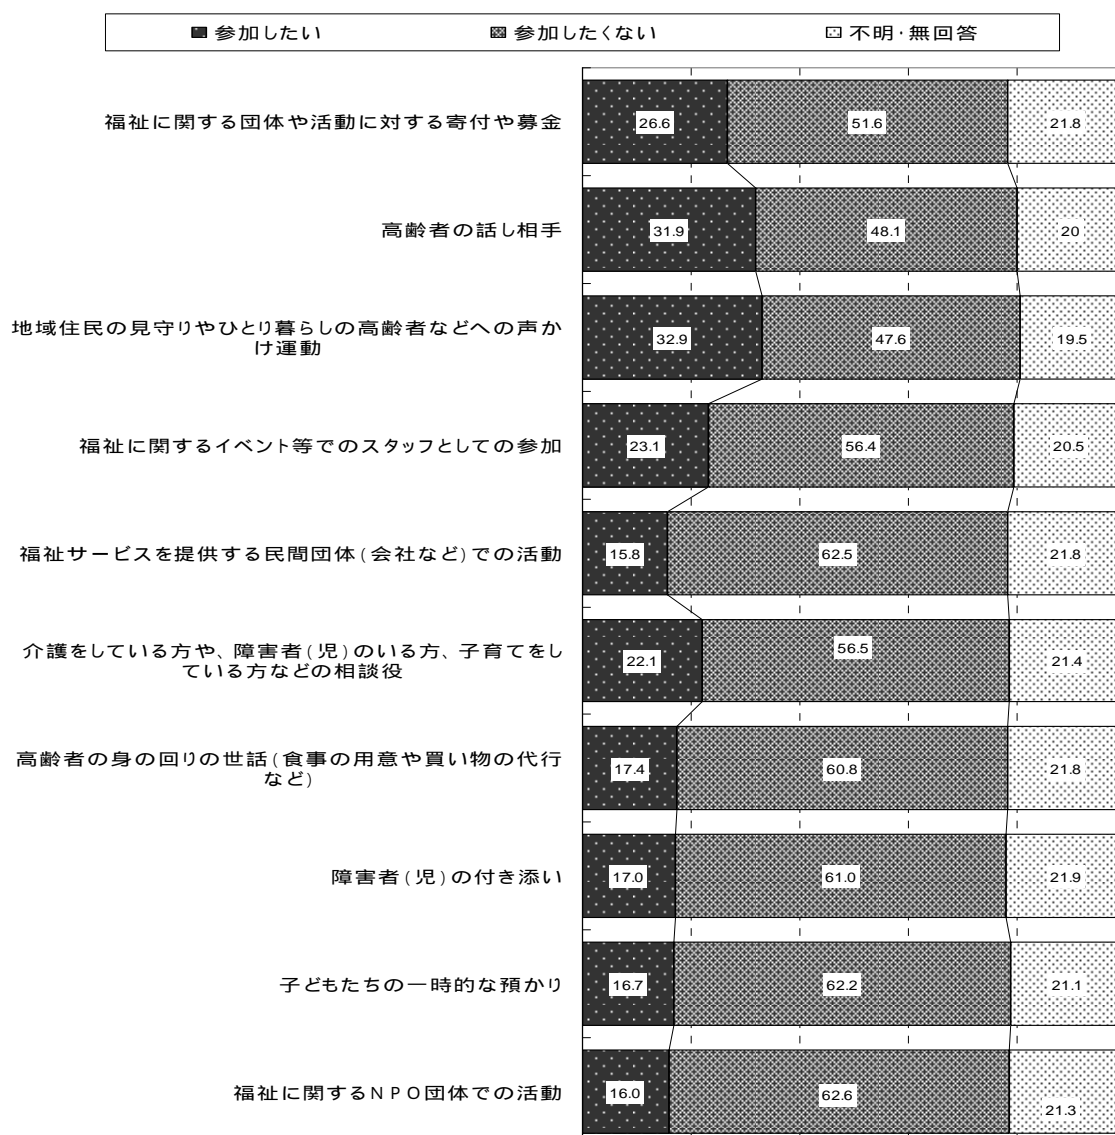 参加したい 参加したくない 不明・無回答
福祉に関する団体や活動に対する寄付や募金 26.6 51.6 21.8
高齢者の話し相手 31.9 48.1 20
地域住民の見守りやひとり暮らしの高齢者などへの声か
け運動 32.9 47.6 19.5
福祉に関するイベント等でのスタッフとしての参加 23.1 56.4 20.5
福祉サービスを提供する民間団体(会社など)での活動 15.8 62.5 21.8
介護をしている方や、障害者(児)のいる方、子育てをし
ている方などの相談役 22.1 56.5 21.4
高齢者の身の回りの世話(食事の用意や買い物の代行
など) 17.4 60.8 21.8
障害者(児)の付き添い 17.0 61.0 21.9
子どもたちの一時的な預かり 16.7 62.2 21.1
福祉に関するNPO団体での活動 16.0 62.6 21.3